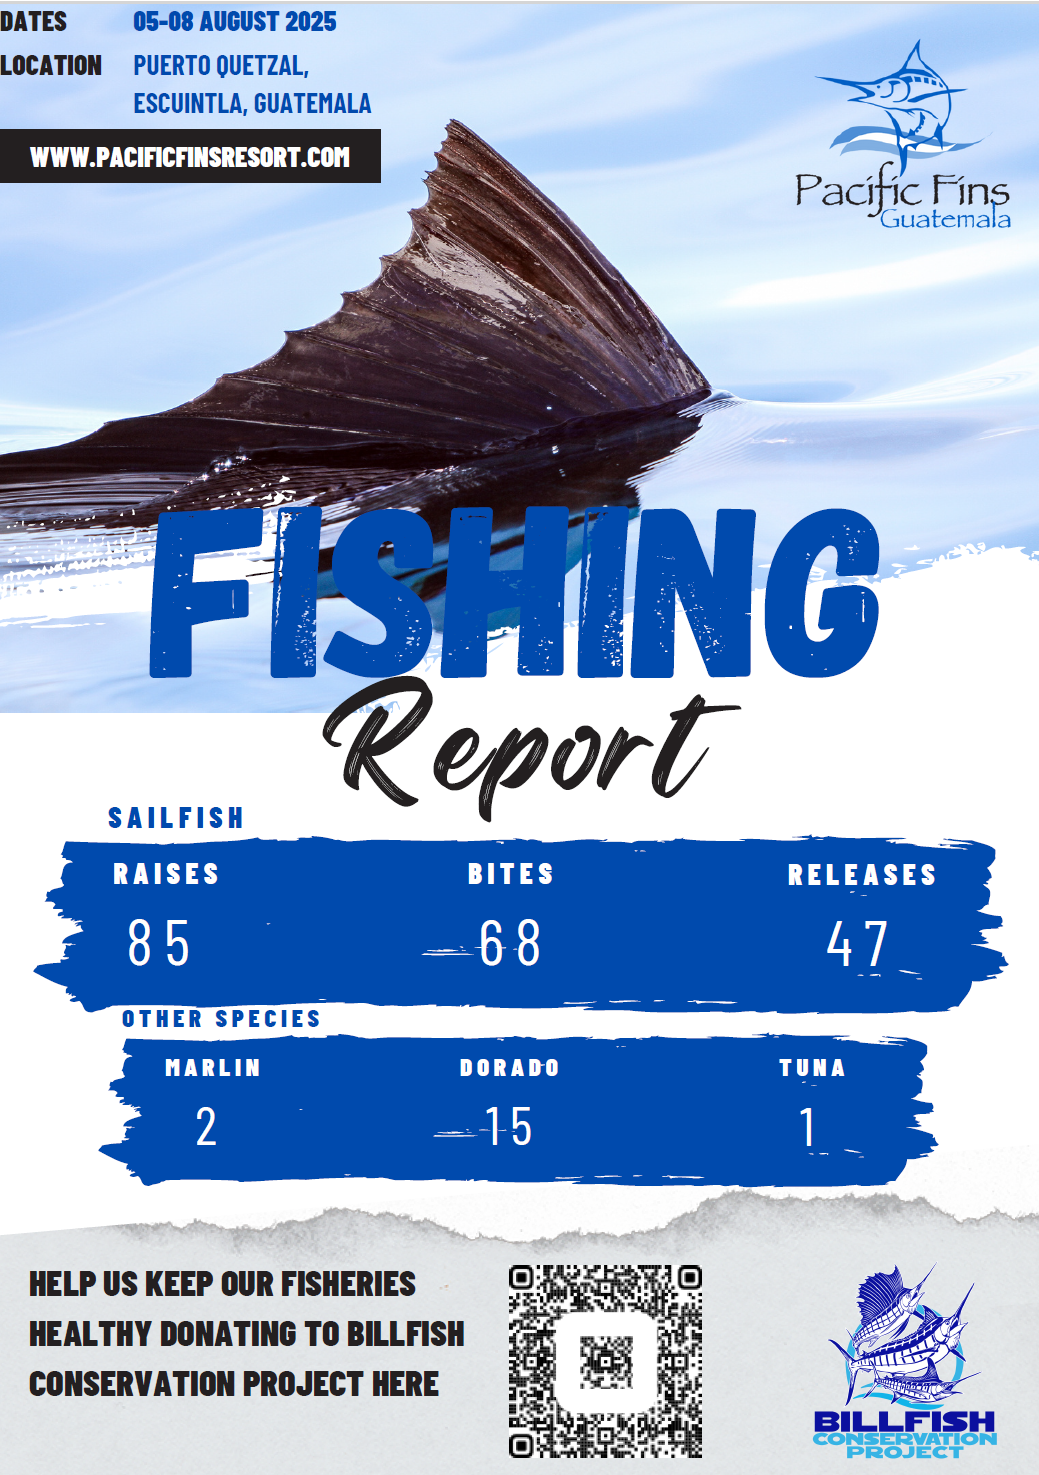 DATES 05-08 AUGUST 2025
LOCATION PUERTO QUETZAL,
ESCUINTLA, GUATEMALA
WWW.PACIFICFINSRESORT.COM
Pacific Fins
Guatemala
FISHING
Report
SAILFISH
RAISES BITES RELEASES
85 68 47
OTHER SPECIES
MARLIN DORADO TUNA
2 15 1
HELP US KEEP OUR FISHERIES
HEALTHY DONATING TO BILLFISH
CONSERVATION PROJECT HERE
BILLFISH
CONSERVATION
PROJECT